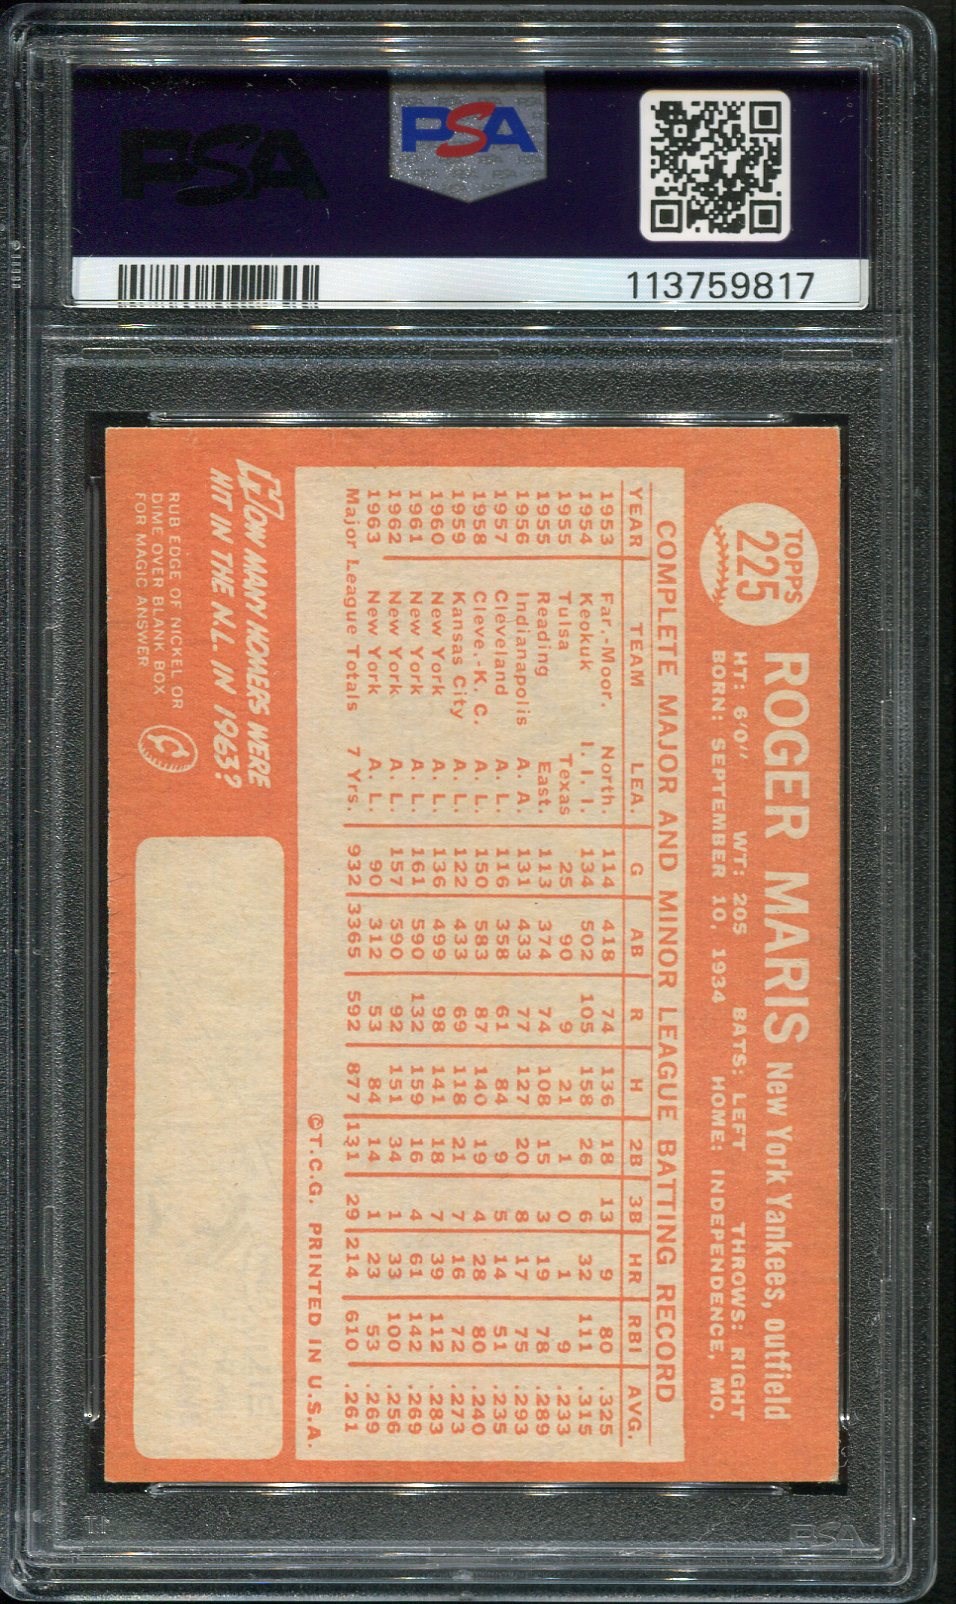 PSA
PSA
113759817
TOPPS
225
ROGER MARIS New York Yankees, outfield
HT: 6'0" WT: 205 BATS: LEFT THROWS: RIGHT
BORN: SEPTEMBER 10, 1934 HOME: INDEPENDENCE, MO.
COMPLETE MAJOR AND MINOR LEAGUE BATTING RECORD
YEAR TEAM LEA. G AB R H 2B 3B HR RBI AVG.
1953 Far.-Moor. North. 114 418 74 136 18 13 9 80 .325
1954 Keokuk I. I. I. 134 502 105 158 26 6 32 111 .315
1955 Tulsa Texas 25 90 9 21 1 0 1 9 .233
1955 Reading East. 113 374 74 108 15 3 19 78 .289
1956 Indianapolis A. A. 131 433 77 127 20 8 17 75 .293
1957 Cleveland A. L. 116 358 61 84 9 5 14 51 .235
1958 Cleve.-K. C. A. L. 150 583 87 140 19 4 28 80 .240
1959 Kansas City A. L. 122 433 69 118 21 7 16 72 .273
1960 New York A. L. 136 499 98 141 18 7 39 112 .283
1961 New York A. L. 161 590 132 159 16 4 61 142 .269
1962 New York A. L. 157 590 92 151 34 1 33 100 .256
1963 New York A. L. 90 312 53 84 14 1 23 53 .269
Major League Totals 7 Yrs. 932 3365 592 877 131 29 214 610 .261
©T.C.G. PRINTED IN U.S.A.
HOW MANY HOMERS WERE
HIT IN THE N.L. IN 1963?
RUB EDGE OF NICKEL OR
DIME OVER BLANK BOX
FOR MAGIC ANSWER
PSA